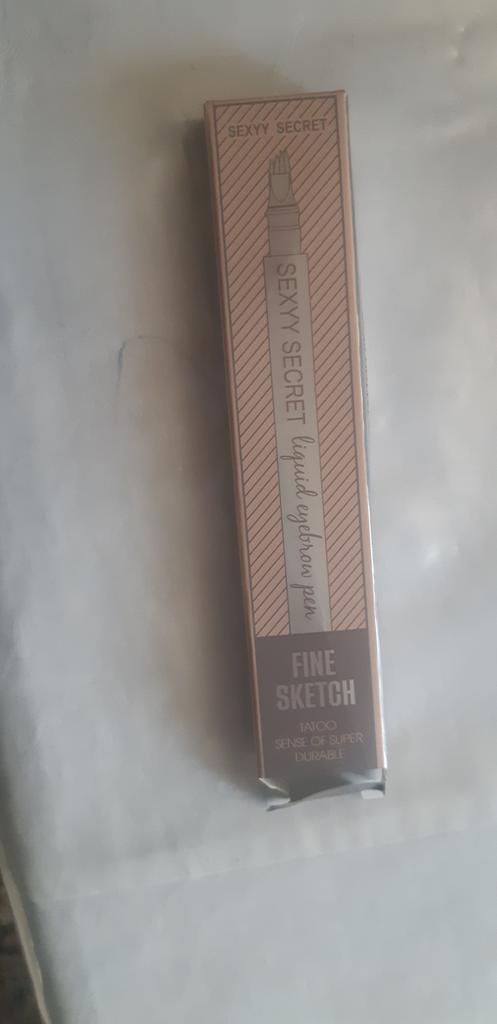 SEXYY SECRET
SEXYY SECRET liquid eyebrow pen
FINE
SKETCH
TATOO
SENSE OF SUPER
DURABLE